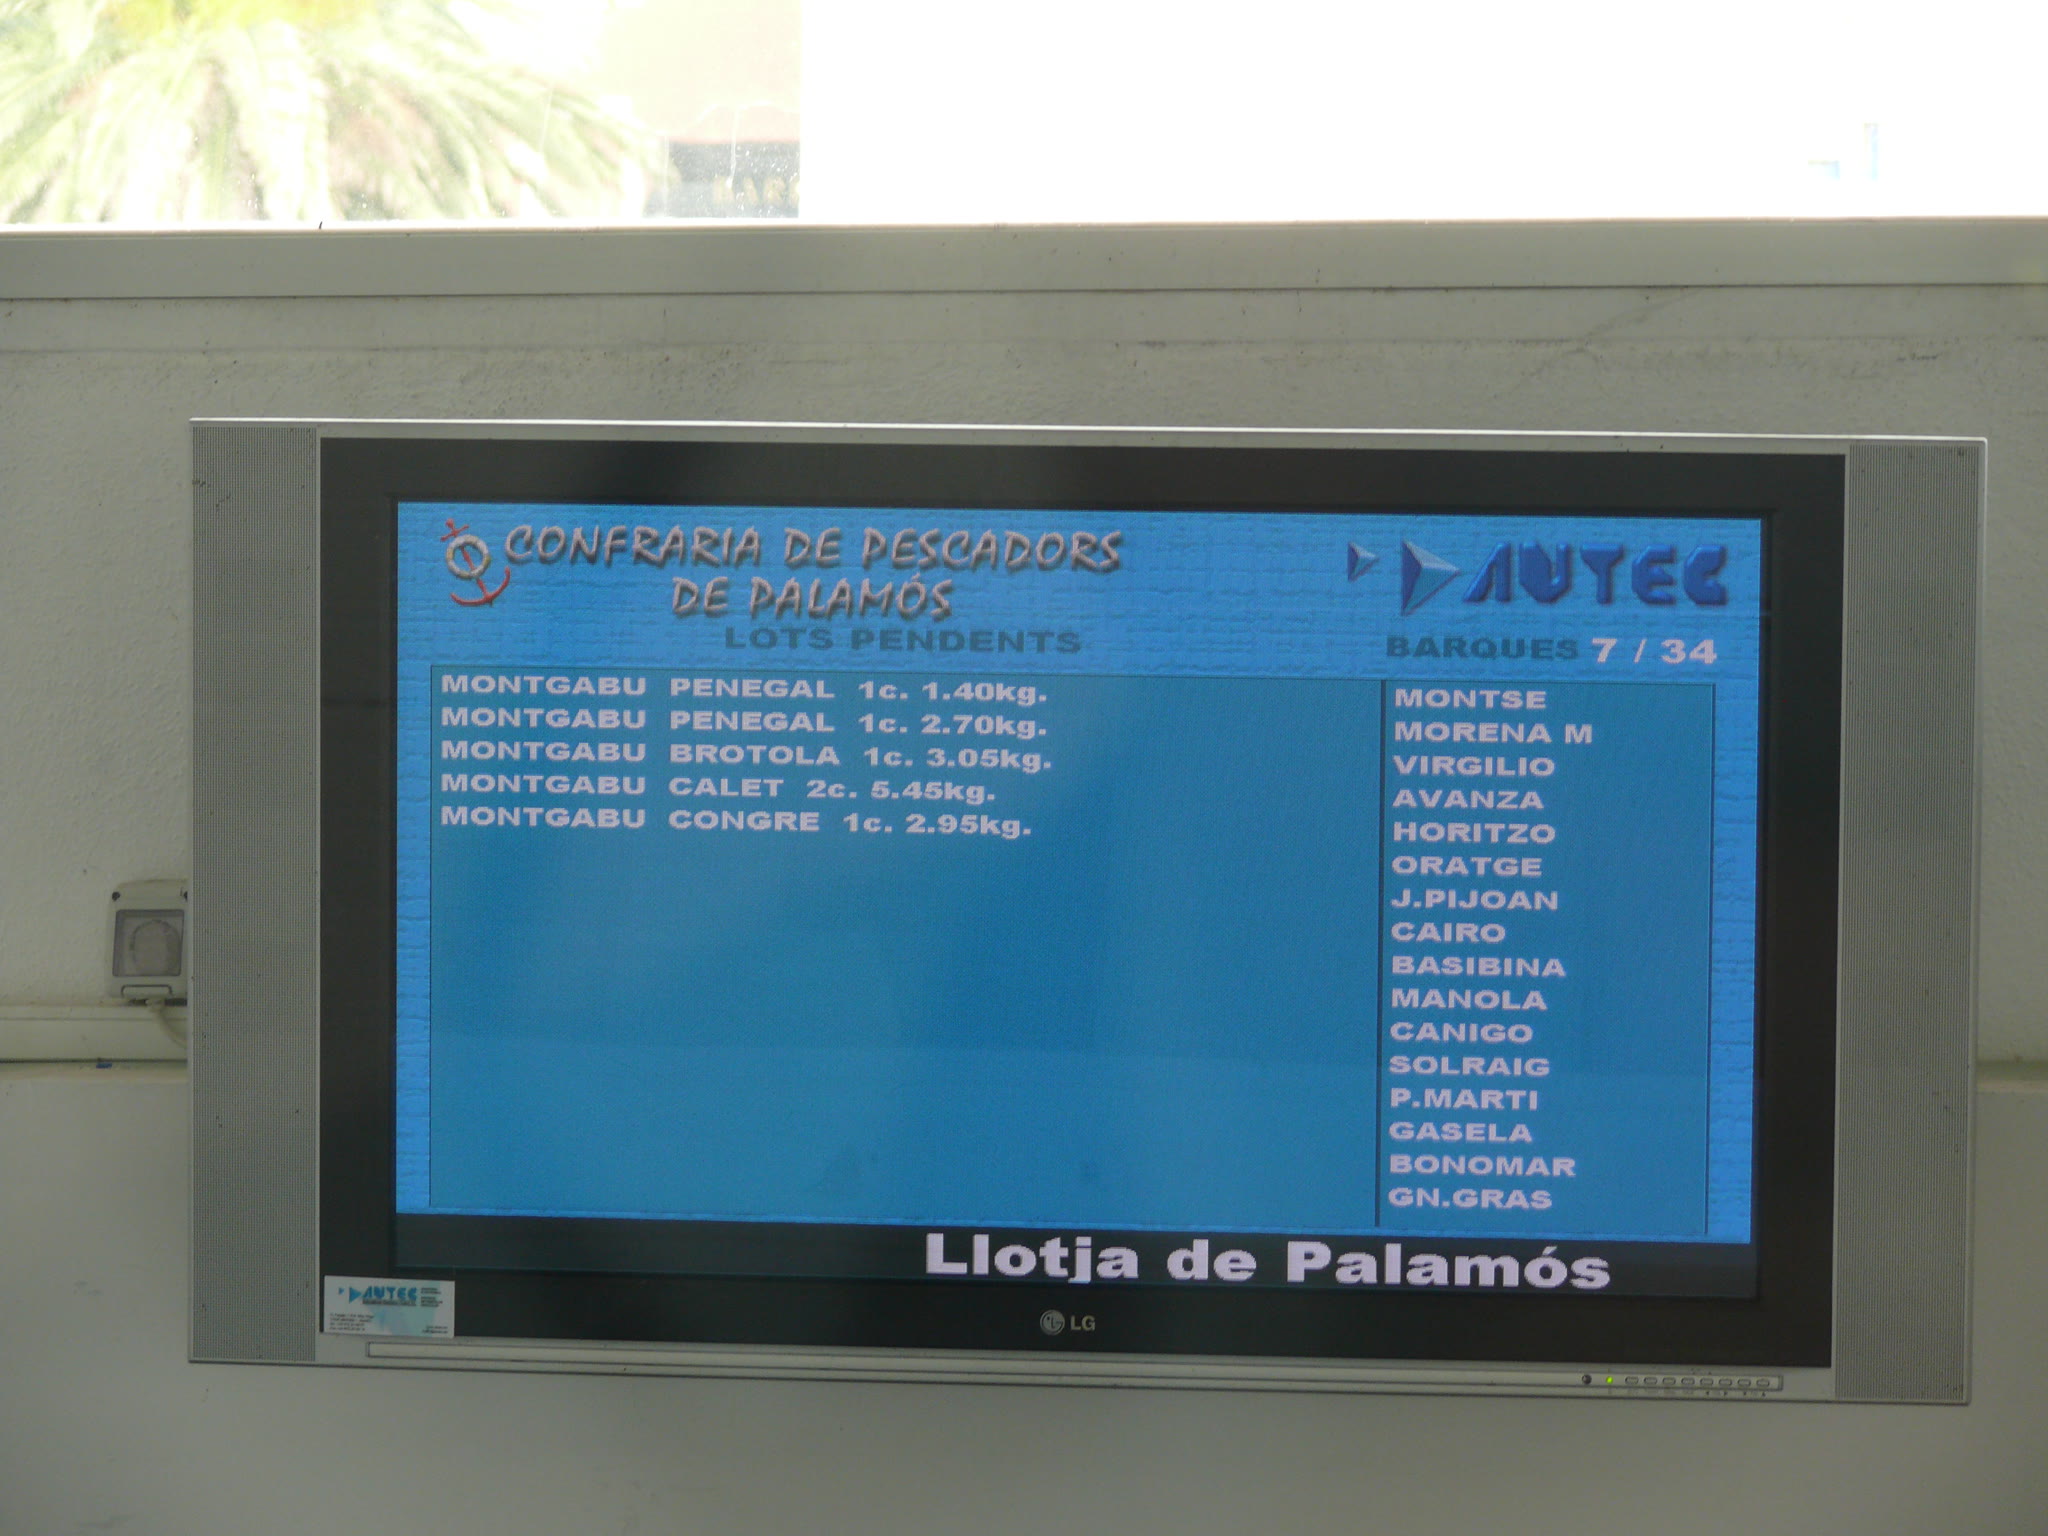 CONFRARIA DE PESCADORS
DE PALAMÓS
AUTEC
LOTS PENDENTS
BARQUES 7 / 34
MONTGABU PENEGAL 1c. 1.40kg.
MONTGABU PENEGAL 1c. 2.70kg.
MONTGABU BROTOLA 1c. 3.05kg.
MONTGABU CALET 2c. 5.45kg.
MONTGABU CONGRE 1c. 2.95kg.
MONTSE
MORENA M
VIRGILIO
AVANZA
HORITZO
ORATGE
J.PIJOAN
CAIRO
BASIBINA
MANOLA
CANIGO
SOLRAIG
P.MARTI
GASELA
BONOMAR
GN.GRAS
Llotja de Palamós
AUTEC
LG